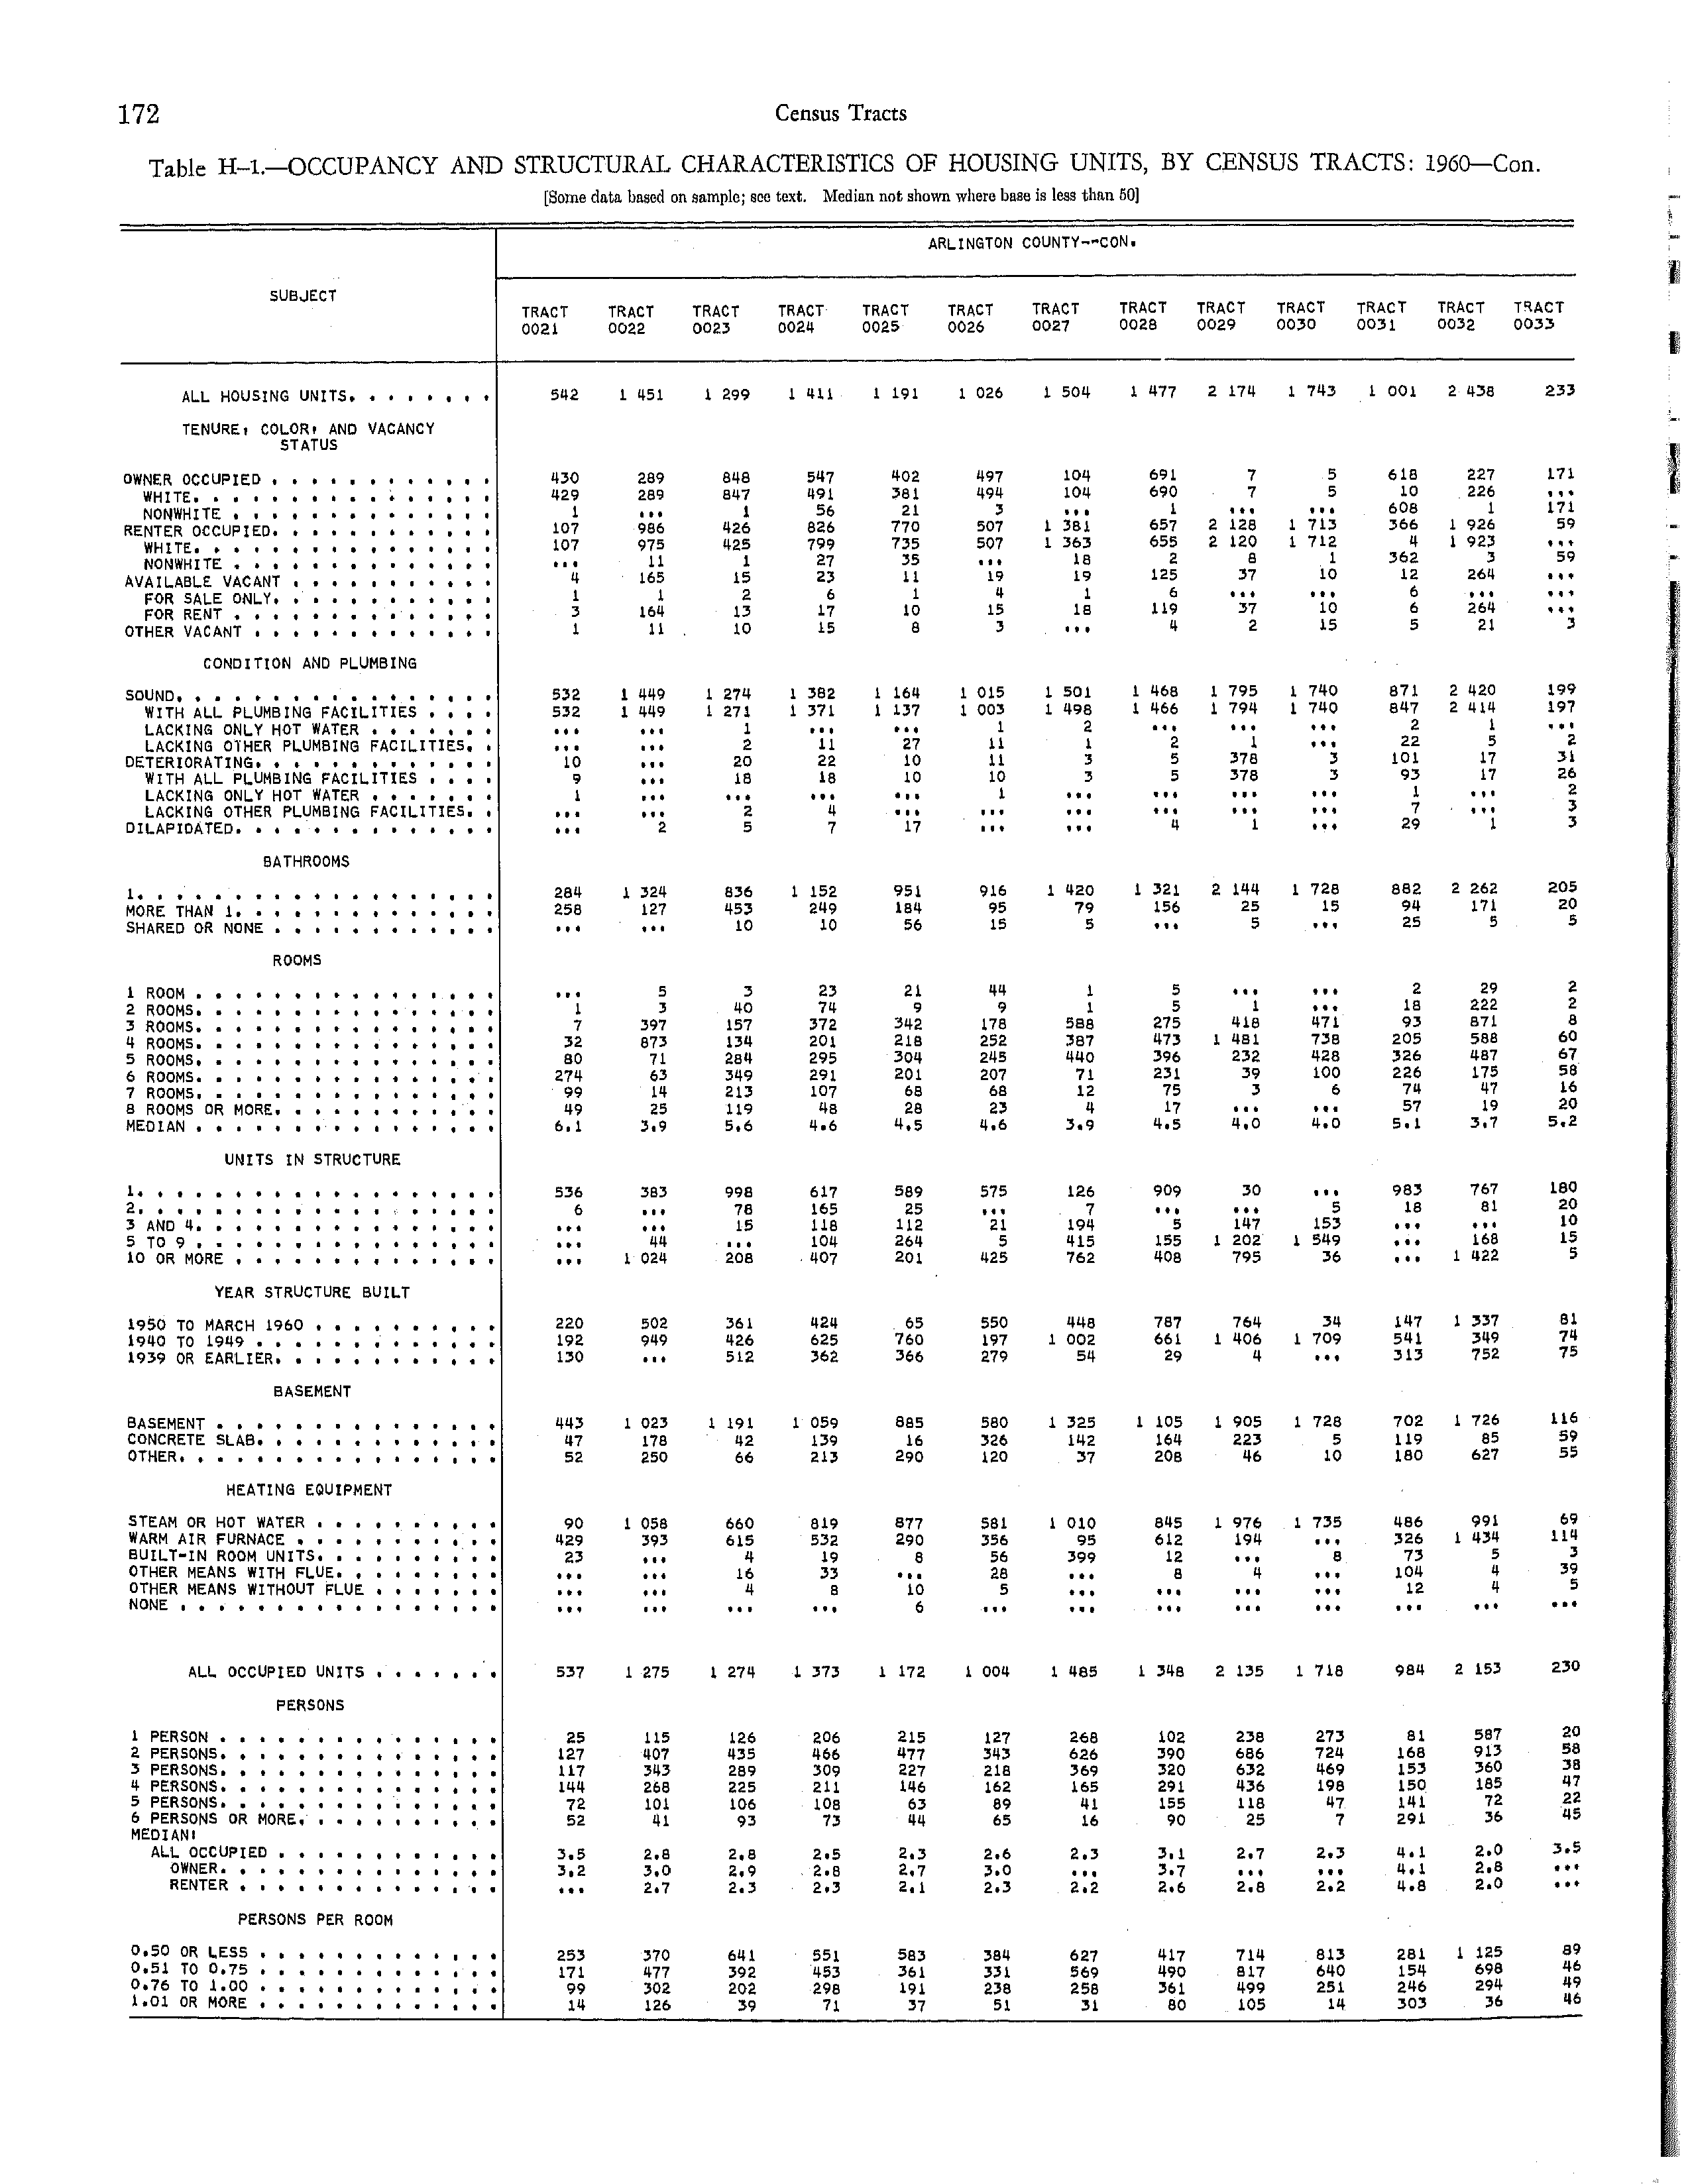 172
Census Tracts
Table H–1.—OCCUPANCY AND STRUCTURAL CHARACTERISTICS OF HOUSING UNITS, BY CENSUS TRACTS: 1960—Con.
[Some data based on sample; see text. Median not shown where base is less than 50]
SUBJECT
ARLINGTON COUNTY--CON.
TRACT 0021 TRACT 0022 TRACT 0023 TRACT 0024 TRACT 0025 TRACT 0026 TRACT 0027 TRACT 0028 TRACT 0029 TRACT 0030 TRACT 0031 TRACT 0032 TRACT 0033
ALL HOUSING UNITS. . . . . . . . 542 1 451 1 299 1 411 1 191 1 026 1 504 1 477 2 174 1 743 1 001 2 438 233
TENURE, COLOR, AND VACANCY
STATUS
OWNER OCCUPIED . . . . . . . . . . . . 430 289 848 547 402 497 104 691 7 5 618 227 171
WHITE. . . . . . . . . . . . . . . . 429 289 847 491 381 494 104 690 7 5 10 226 ...
NONWHITE . . . . . . . . . . . . . . 1 ... 1 56 21 3 ... 1 ... ... 608 1 171
RENTER OCCUPIED. . . . . . . . . . . . 107 986 426 826 770 507 1 381 657 2 128 1 713 366 1 926 59
WHITE. . . . . . . . . . . . . . . . 107 975 425 799 735 507 1 363 655 2 120 1 712 4 1 923 ...
NONWHITE . . . . . . . . . . . . . . ... 11 1 27 35 ... 18 2 8 1 362 3 59
AVAILABLE VACANT . . . . . . . . . . . 4 165 15 23 11 19 19 125 37 10 12 264 ...
FOR SALE ONLY. . . . . . . . . . . . 1 1 2 6 1 4 1 6 ... ... 6 ... ...
FOR RENT . . . . . . . . . . . . . . 3 164 13 17 10 15 18 119 37 10 6 264 ...
OTHER VACANT . . . . . . . . . . . . . 1 11 10 15 8 3 ... 4 2 15 5 21 3
CONDITION AND PLUMBING
SOUND. . . . . . . . . . . . . . . . . 532 1 449 1 274 1 382 1 164 1 015 1 501 1 468 1 795 1 740 871 2 420 199
WITH ALL PLUMBING FACILITIES . . . . 532 1 449 1 271 1 371 1 137 1 003 1 498 1 466 1 794 1 740 847 2 414 197
LACKING ONLY HOT WATER . . . . . . . ... ... 1 ... ... 1 2 ... ... ... 2 1 ...
LACKING OTHER PLUMBING FACILITIES. . ... ... 2 11 27 11 1 2 1 ... 22 5 2
DETERIORATING. . . . . . . . . . . . . 10 ... 20 22 10 11 3 5 378 3 101 17 31
WITH ALL PLUMBING FACILITIES . . . . 9 ... 18 18 10 10 3 5 378 3 93 17 26
LACKING ONLY HOT WATER . . . . . . . 1 ... ... ... ... 1 ... ... ... ... 1 ... 2
LACKING OTHER PLUMBING FACILITIES. . ... ... 2 4 ... ... ... ... ... ... 7 ... 3
DILAPIDATED. . . . . . . . . . . . . . ... 2 5 7 17 ... ... 4 1 ... 29 1 3
BATHROOMS
1. . . . . . . . . . . . . . . . . . . 284 1 324 836 1 152 951 916 1 420 1 321 2 144 1 728 882 2 262 205
MORE THAN 1. . . . . . . . . . . . . . 258 127 453 249 184 95 79 156 25 15 94 171 20
SHARED OR NONE . . . . . . . . . . . . ... ... 10 10 56 15 5 ... 5 ... 25 5 5
ROOMS
1 ROOM . . . . . . . . . . . . . . . . ... 5 3 23 21 44 1 5 ... ... 2 29 2
2 ROOMS. . . . . . . . . . . . . . . . 1 3 40 74 9 9 1 5 1 ... 18 222 2
3 ROOMS. . . . . . . . . . . . . . . . 7 397 157 372 342 178 588 275 418 471 93 871 8
4 ROOMS. . . . . . . . . . . . . . . . 32 873 134 201 218 252 387 473 1 481 738 205 588 60
5 ROOMS. . . . . . . . . . . . . . . . 80 71 284 295 304 245 440 396 232 428 326 487 67
6 ROOMS. . . . . . . . . . . . . . . . 274 63 349 291 201 207 71 231 39 100 226 175 58
7 ROOMS. . . . . . . . . . . . . . . . 99 14 213 107 68 68 12 75 3 6 74 47 16
8 ROOMS OR MORE. . . . . . . . . . . . 49 25 119 48 28 23 4 17 ... ... 57 19 20
MEDIAN . . . . . . . . . . . . . . . . 6.1 3.9 5.6 4.6 4.5 4.6 3.9 4.5 4.0 4.0 5.1 3.7 5.2
UNITS IN STRUCTURE
1. . . . . . . . . . . . . . . . . . . 536 383 998 617 589 575 126 909 30 ... 983 767 180
2. . . . . . . . . . . . . . . . . . . 6 ... 78 165 25 ... 7 ... ... 5 18 81 20
3 AND 4. . . . . . . . . . . . . . . . ... ... 15 118 112 21 194 5 147 153 ... ... 10
5 TO 9 . . . . . . . . . . . . . . . . ... 44 ... 104 264 5 415 155 1 202 1 549 ... 168 15
10 OR MORE . . . . . . . . . . . . . . ... 1 024 208 407 201 425 762 408 795 36 ... 1 422 5
YEAR STRUCTURE BUILT
1950 TO MARCH 1960 . . . . . . . . . . 220 502 361 424 65 550 448 787 764 34 147 1 337 81
1940 TO 1949 . . . . . . . . . . . . . 192 949 426 625 760 197 1 002 661 1 406 1 709 541 349 74
1939 OR EARLIER. . . . . . . . . . . . 130 ... 512 362 366 279 54 29 4 ... 313 752 75
BASEMENT
BASEMENT . . . . . . . . . . . . . . . 443 1 023 1 191 1 059 885 580 1 325 1 105 1 905 1 728 702 1 726 116
CONCRETE SLAB. . . . . . . . . . . . . 47 178 42 139 16 326 142 164 223 5 119 85 59
OTHER. . . . . . . . . . . . . . . . . 52 250 66 213 290 120 37 208 46 10 180 627 55
HEATING EQUIPMENT
STEAM OR HOT WATER . . . . . . . . . . 90 1 058 660 819 877 581 1 010 845 1 976 1 735 486 991 69
WARM AIR FURNACE . . . . . . . . . . . 429 393 615 532 290 356 95 612 194 ... 326 1 434 114
BUILT-IN ROOM UNITS. . . . . . . . . . 23 ... 4 19 8 56 399 12 ... 8 73 5 3
OTHER MEANS WITH FLUE. . . . . . . . . ... ... 16 33 ... 28 ... 8 4 ... 104 4 39
OTHER MEANS WITHOUT FLUE . . . . . . . ... ... 4 8 10 5 ... ... ... ... 12 4 5
NONE . . . . . . . . . . . . . . . . . ... ... ... ... 6 ... ... ... ... ... ... ... ...
ALL OCCUPIED UNITS . . . . . . . 537 1 275 1 274 1 373 1 172 1 004 1 485 1 348 2 135 1 718 984 2 153 230
PERSONS
1 PERSON . . . . . . . . . . . . . . . 25 115 126 206 215 127 268 102 238 273 81 587 20
2 PERSONS. . . . . . . . . . . . . . . 127 407 435 466 477 343 626 390 686 724 168 913 58
3 PERSONS. . . . . . . . . . . . . . . 117 343 289 309 227 218 369 320 632 469 153 360 38
4 PERSONS. . . . . . . . . . . . . . . 144 268 225 211 146 162 165 291 436 198 150 185 47
5 PERSONS. . . . . . . . . . . . . . . 72 101 106 108 63 89 41 155 118 47 141 72 22
6 PERSONS OR MORE. . . . . . . . . . . 52 41 93 73 44 65 16 90 25 7 291 36 45
MEDIAN:
ALL OCCUPIED . . . . . . . . . . . . 3.5 2.8 2.8 2.5 2.3 2.6 2.3 3.1 2.7 2.3 4.1 2.0 3.5
OWNER. . . . . . . . . . . . . . . 3.2 3.0 2.9 2.8 2.7 3.0 ... 3.7 ... ... 4.1 2.8 ...
RENTER . . . . . . . . . . . . . . ... 2.7 2.3 2.3 2.1 2.3 2.2 2.6 2.8 2.2 4.8 2.0 ...
PERSONS PER ROOM
0.50 OR LESS . . . . . . . . . . . . . 253 370 641 551 583 384 627 417 714 813 281 1 125 89
0.51 TO 0.75 . . . . . . . . . . . . . 171 477 392 453 361 331 569 490 817 640 154 698 46
0.76 TO 1.00 . . . . . . . . . . . . . 99 302 202 298 191 238 258 361 499 251 246 294 49
1.01 OR MORE . . . . . . . . . . . . . 14 126 39 71 37 51 31 80 105 14 303 36 46